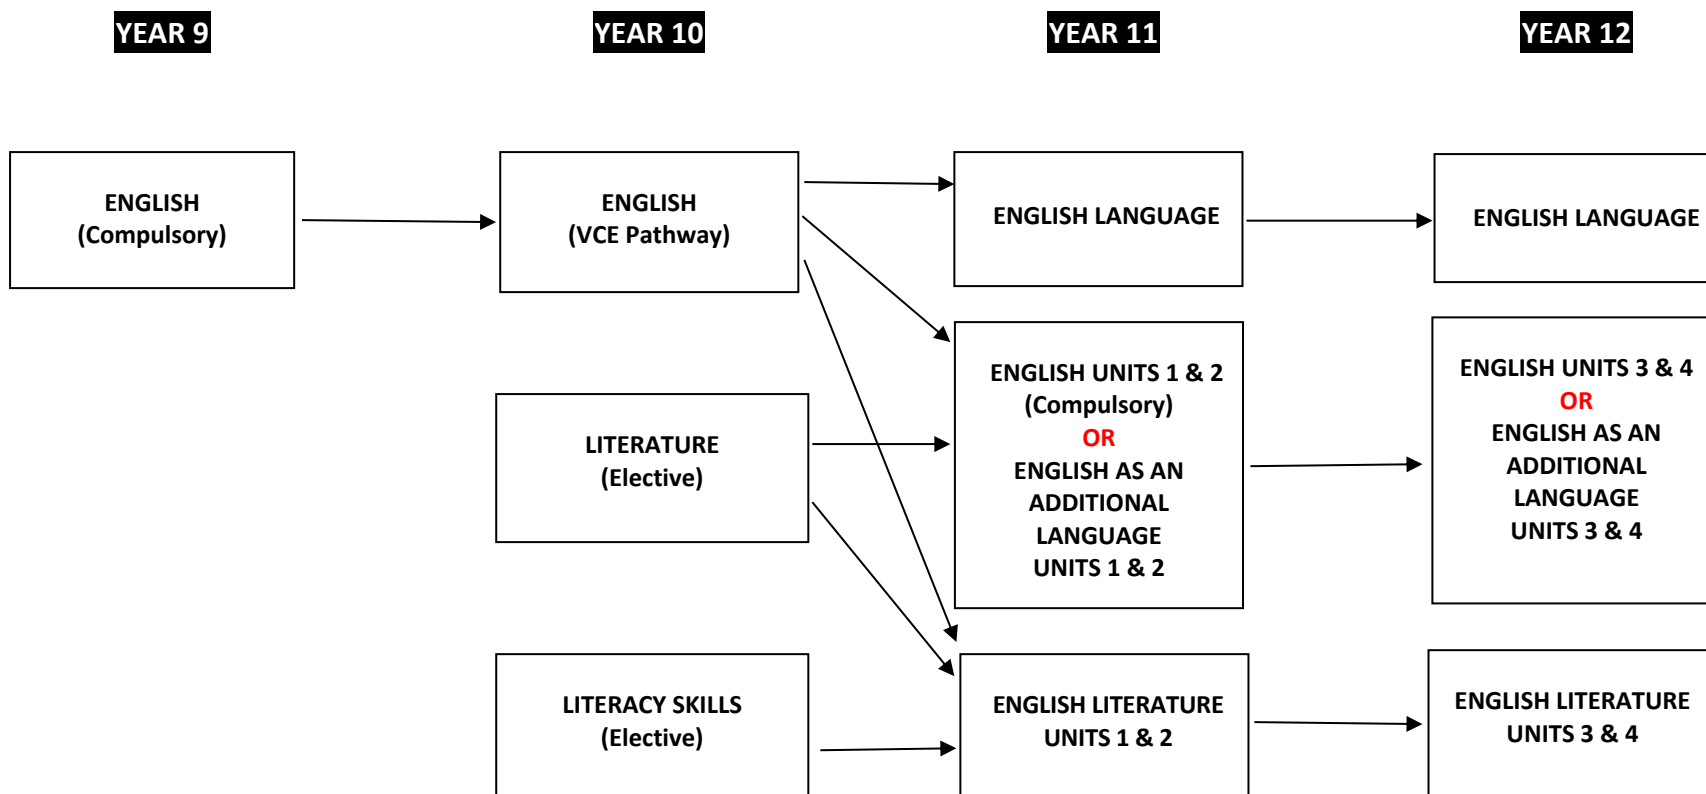 YEAR 9
YEAR 10
YEAR 11
YEAR 12
ENGLISH
(Compulsory)
ENGLISH
(VCE Pathway)
ENGLISH LANGUAGE
ENGLISH LANGUAGE
LITERATURE
(Elective)
ENGLISH UNITS 1 & 2
(Compulsory)
OR
ENGLISH AS AN
ADDITIONAL
LANGUAGE
UNITS 1 & 2
ENGLISH UNITS 3 & 4
OR
ENGLISH AS AN
ADDITIONAL
LANGUAGE
UNITS 3 & 4
LITERACY SKILLS
(Elective)
ENGLISH LITERATURE
UNITS 1 & 2
ENGLISH LITERATURE
UNITS 3 & 4